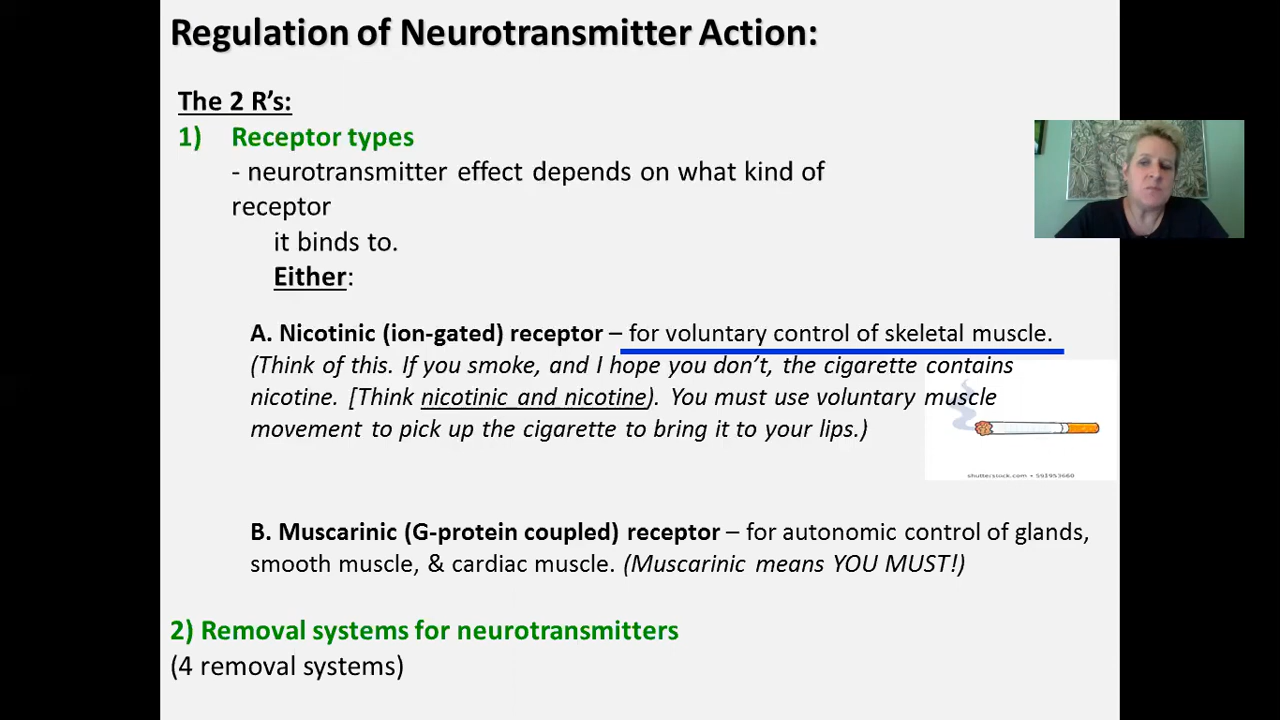 Regulation of Neurotransmitter Action:
The 2 R's:
1) Receptor types
- neurotransmitter effect depends on what kind of
receptor
it binds to.
Either:
A. Nicotinic (ion-gated) receptor – for voluntary control of skeletal muscle.
(Think of this. If you smoke, and I hope you don't, the cigarette contains
nicotine. [Think nicotinic and nicotine). You must use voluntary muscle
movement to pick up the cigarette to bring it to your lips.)
shutterstock.com • 591953660
B. Muscarinic (G-protein coupled) receptor – for autonomic control of glands,
smooth muscle, & cardiac muscle. (Muscarinic means YOU MUST!)
2) Removal systems for neurotransmitters
(4 removal systems)